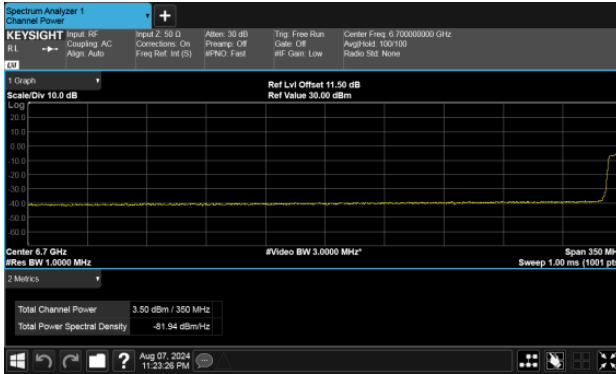 Spectrum Analyzer 1
Channel Power
+
KEYSIGHT Input: RF Input Z: 50 Ω Atten: 30 dB Trig: Free Run Center Freq: 6.700000000 GHz
RL Coupling: AC Corrections: On Preamp: Off Gate: Off Avg|Hold: 100/100
Align: Auto Freq Ref: Int (S) #PNO: Fast #IF Gain: Low Radio Std: None
LXI
1 Graph
Ref Lvl Offset 11.50 dB
Scale/Div 10.0 dB Ref Value 30.00 dBm
Log
20.0
10.0
0.00
-10.0
-20.0
-30.0
-40.0
-50.0
-60.0
Center 6.7 GHz #Video BW 3.0000 MHz* Span 350 MH
#Res BW 1.0000 MHz Sweep 1.00 ms (1001 pts
2 Metrics
Total Channel Power 3.50 dBm / 350 MHz
Total Power Spectral Density -81.94 dBm/Hz
? Aug 07, 2024
11:23:26 PM